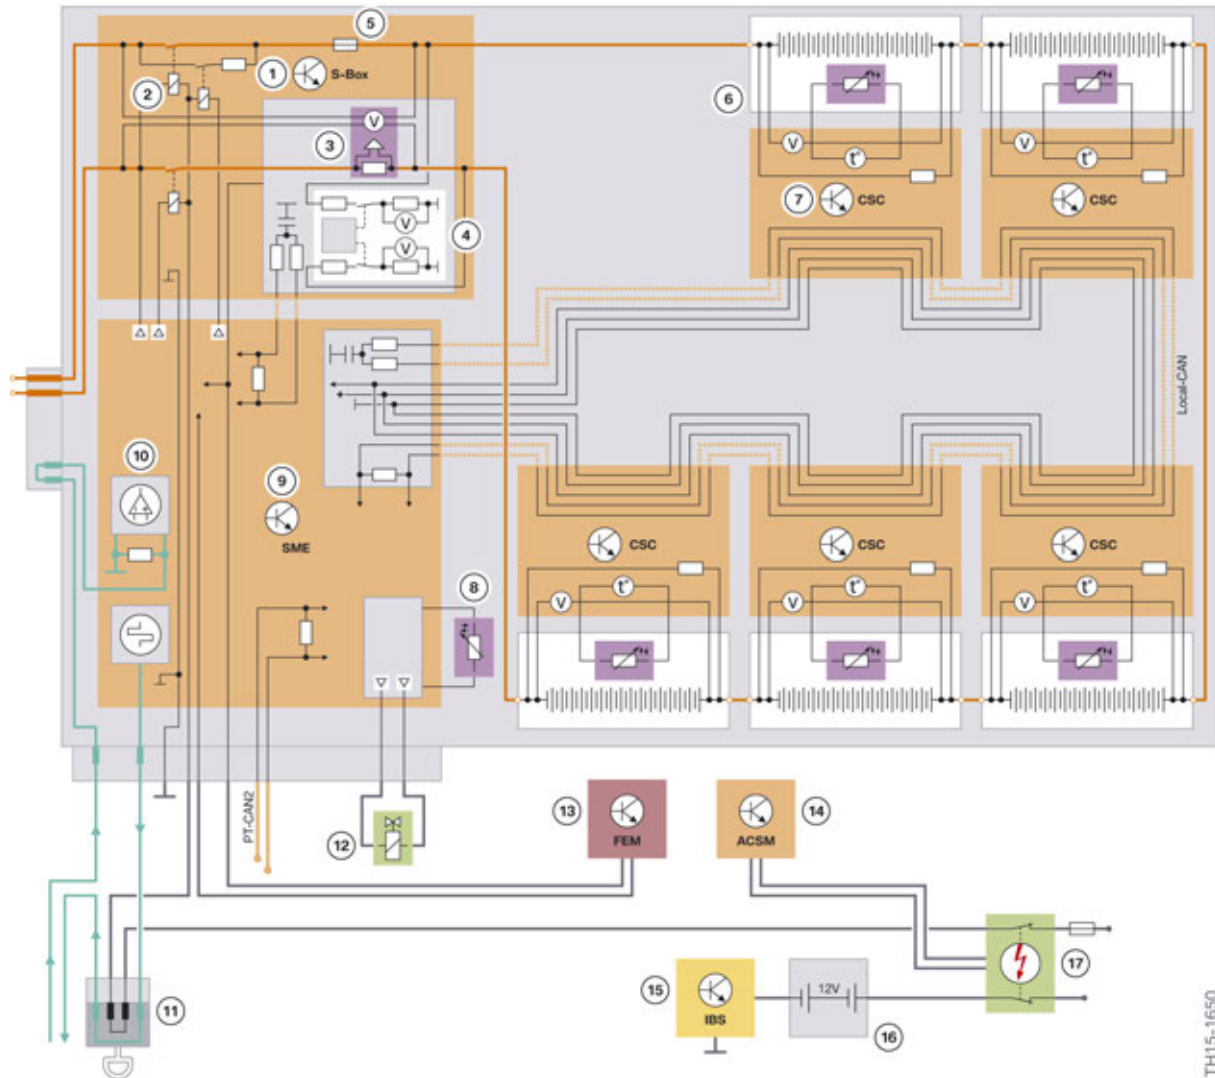 5
1
S-Box
2
V
3
6
V
t°
V
t°
7
CSC
CSC
4
V
V
Local-CAN
10
9
SME
CSC
CSC
CSC
8
t°
t°
t°
V
V
V
PT-CAN2
12
13
FEM
14
ACSM
17
15
IBS
12V
16
11
TH15-1650